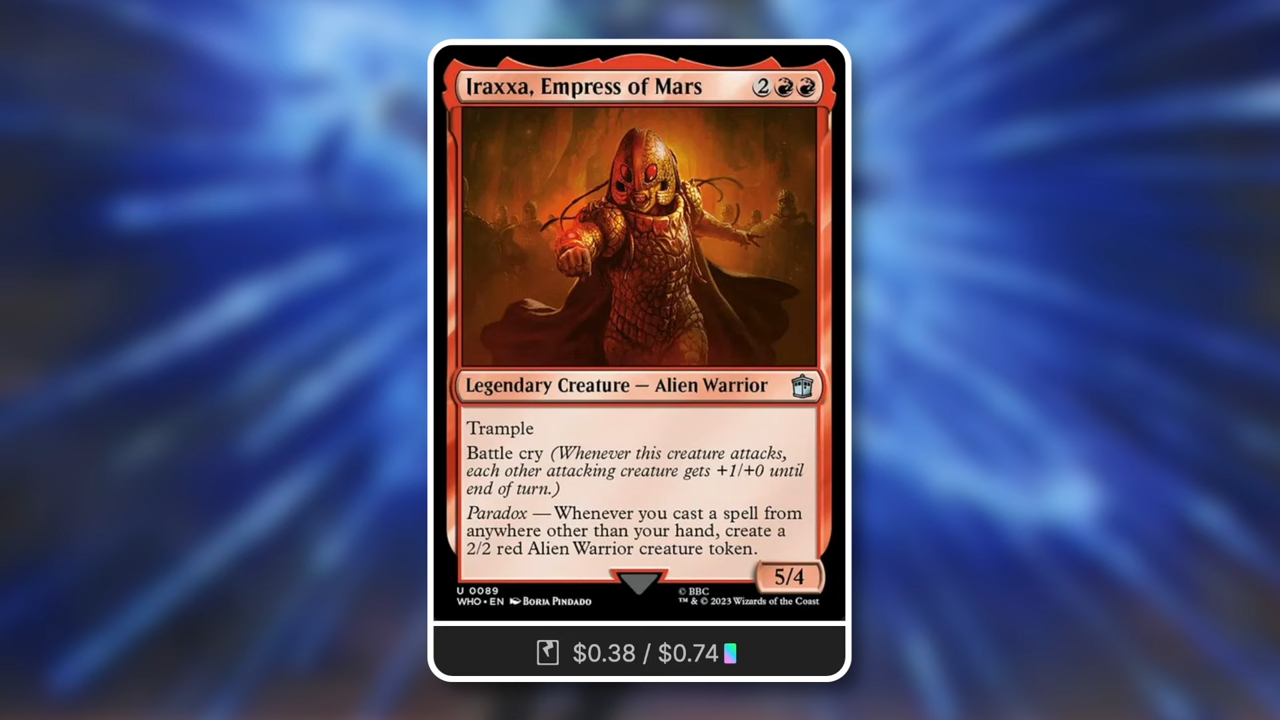 Iraxxa, Empress of Mars 2
Legendary Creature — Alien Warrior
Trample
Battle cry (Whenever this creature attacks,
each other attacking creature gets +1/+0 until
end of turn.)
Paradox — Whenever you cast a spell from
anywhere other than your hand, create a
2/2 red Alien Warrior creature token.
5/4
U 0089
WHO • EN Borja Pindado
© BBC
™ & © 2023 Wizards of the Coast
$0.38 / $0.74